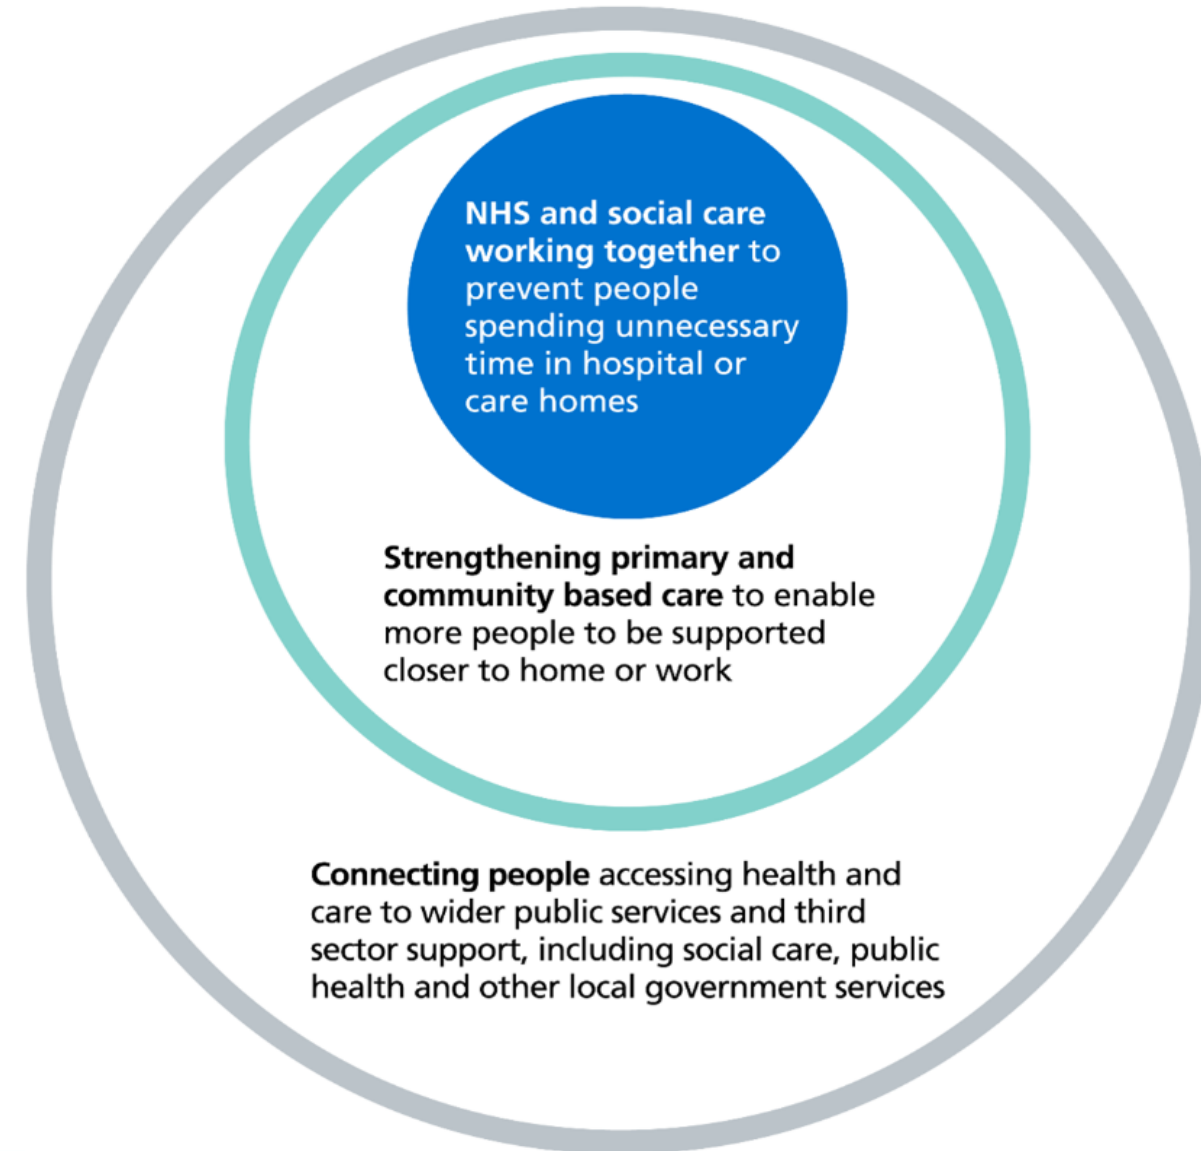 NHS and social care
working together to
prevent people
spending unnecessary
time in hospital or
care homes
Strengthening primary and
community based care to enable
more people to be supported
closer to home or work
Connecting people accessing health and
care to wider public services and third
sector support, including social care, public
health and other local government services